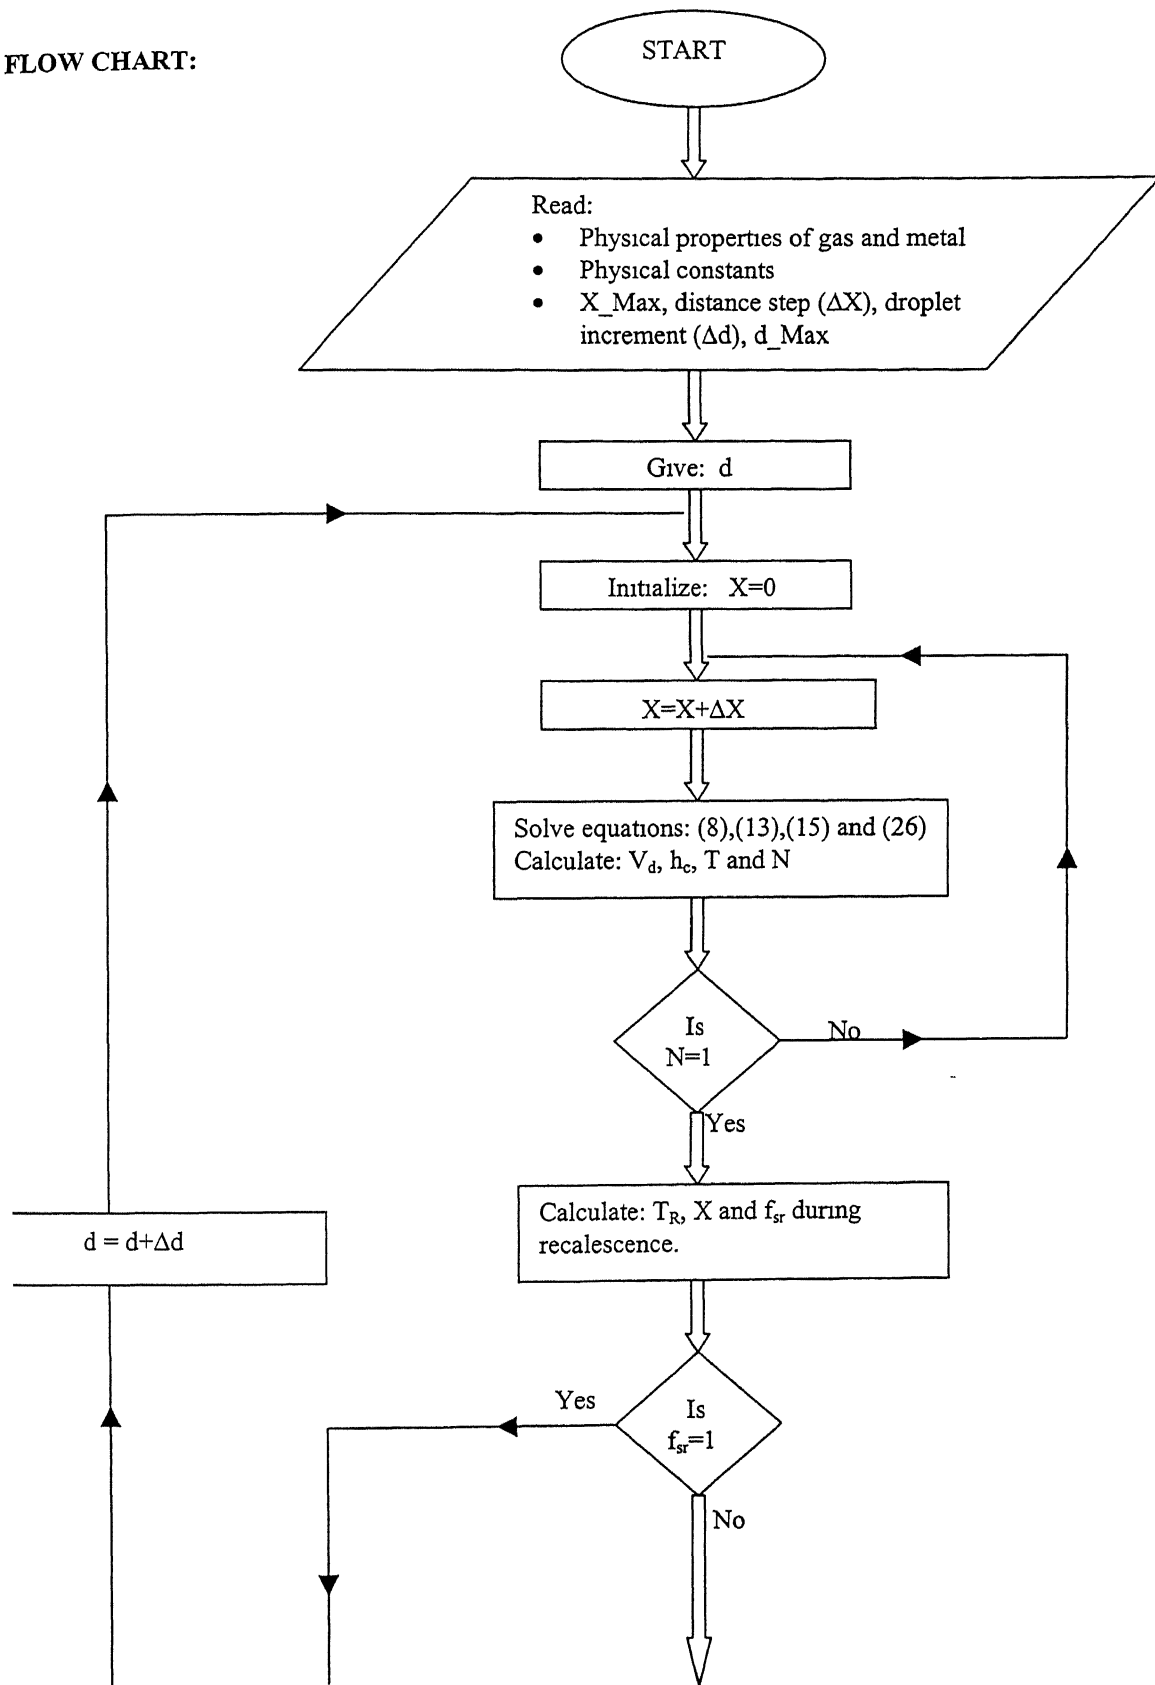 FLOW CHART:
START
Read:
• Physical properties of gas and metal
• Physical constants
• X_Max, distance step (ΔX), droplet
increment (Δd), d_Max
Give: d
Initialize: X=0
X=X+ΔX
Solve equations: (8),(13),(15) and (26)
Calculate: V_d, h_c, T and N
Is
N=1
No
Yes
Calculate: T_R, X and f_sr during
recalescence.
d = d+Δd
Yes
Is
f_sr=1
No